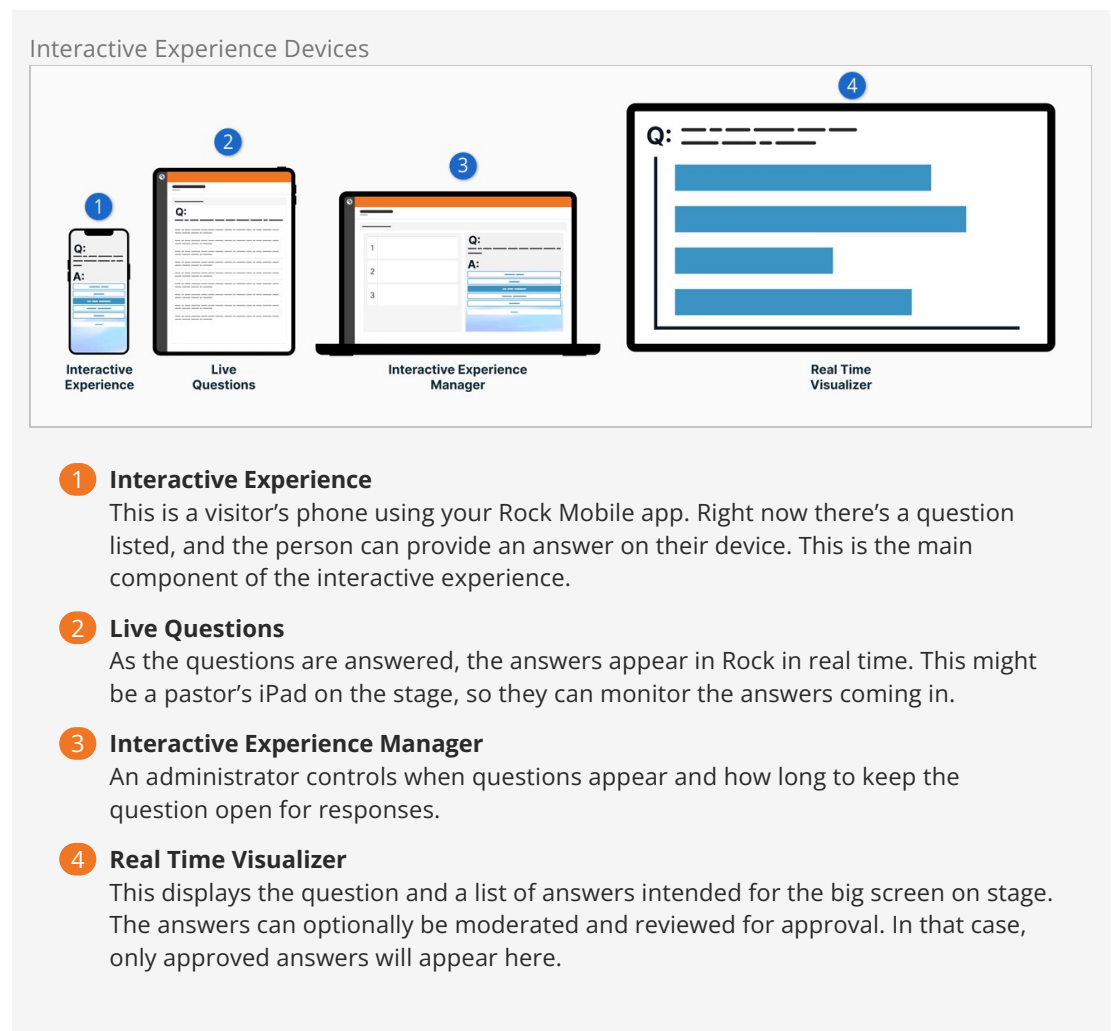 Interactive Experience Devices
4
Q:
2
3
1
Q:
Q:
A:
1
2
3
Q:
A:
Interactive
Experience
Live
Questions
Interactive Experience
Manager
Real Time
Visualizer
1 Interactive Experience
This is a visitor’s phone using your Rock Mobile app. Right now there’s a question
listed, and the person can provide an answer on their device. This is the main
component of the interactive experience.
2 Live Questions
As the questions are answered, the answers appear in Rock in real time. This might
be a pastor’s iPad on the stage, so they can monitor the answers coming in.
3 Interactive Experience Manager
An administrator controls when questions appear and how long to keep the
question open for responses.
4 Real Time Visualizer
This displays the question and a list of answers intended for the big screen on stage.
The answers can optionally be moderated and reviewed for approval. In that case,
only approved answers will appear here.